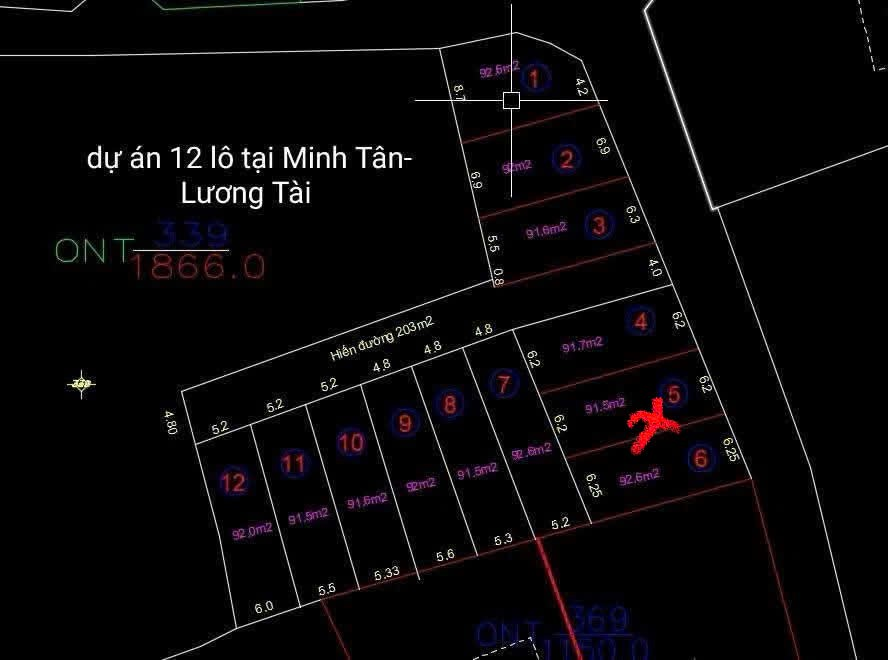 92.6m2
1
8.7
4.2
dự án 12 lô tại Minh Tân-
Lương Tài
92m2
2
6.9
6.9
ONT 339
1866.0
91.6m2
3
6.3
5.5
0.8
4.0
Hiến đường 203m2
4
91.7m2
6.2
6.2
5
91.5m2
6.2
6.2
6
92.6m2
6.25
6.25
4.80
5.2
5.2
5.2
4.8
4.8
4.8
12
11
10
9
8
7
92.0m2
91.5m2
91.6m2
92m2
91.5m2
92.6m2
6.0
5.5
5.33
5.6
5.3
5.2
ONT 369
1150.0